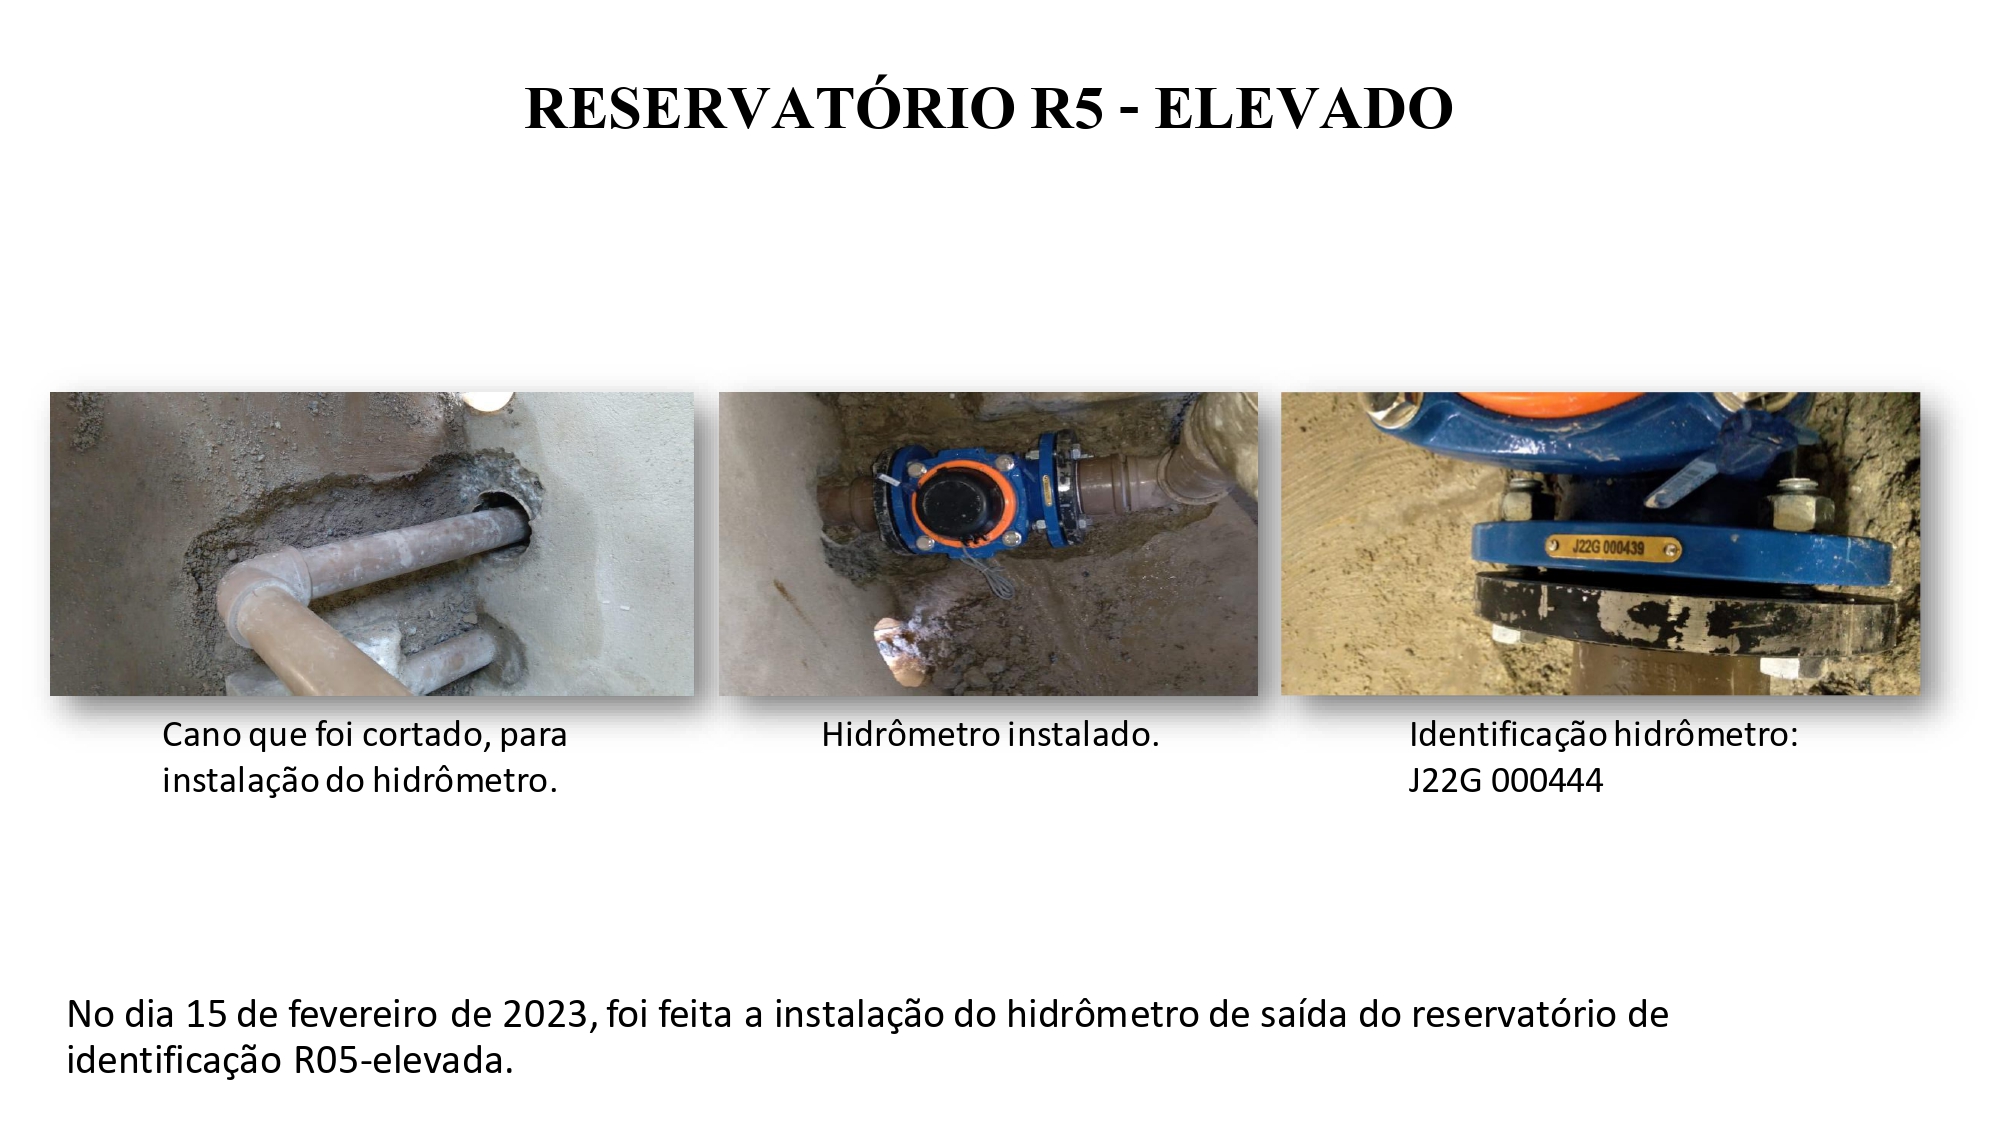 RESERVATÓRIO R5 - ELEVADO
J22G 000439
Cano que foi cortado, para
instalação do hidrômetro.
Hidrômetro instalado.
Identificação hidrômetro:
J22G 000444
No dia 15 de fevereiro de 2023, foi feita a instalação do hidrômetro de saída do reservatório de
identificação R05-elevada.